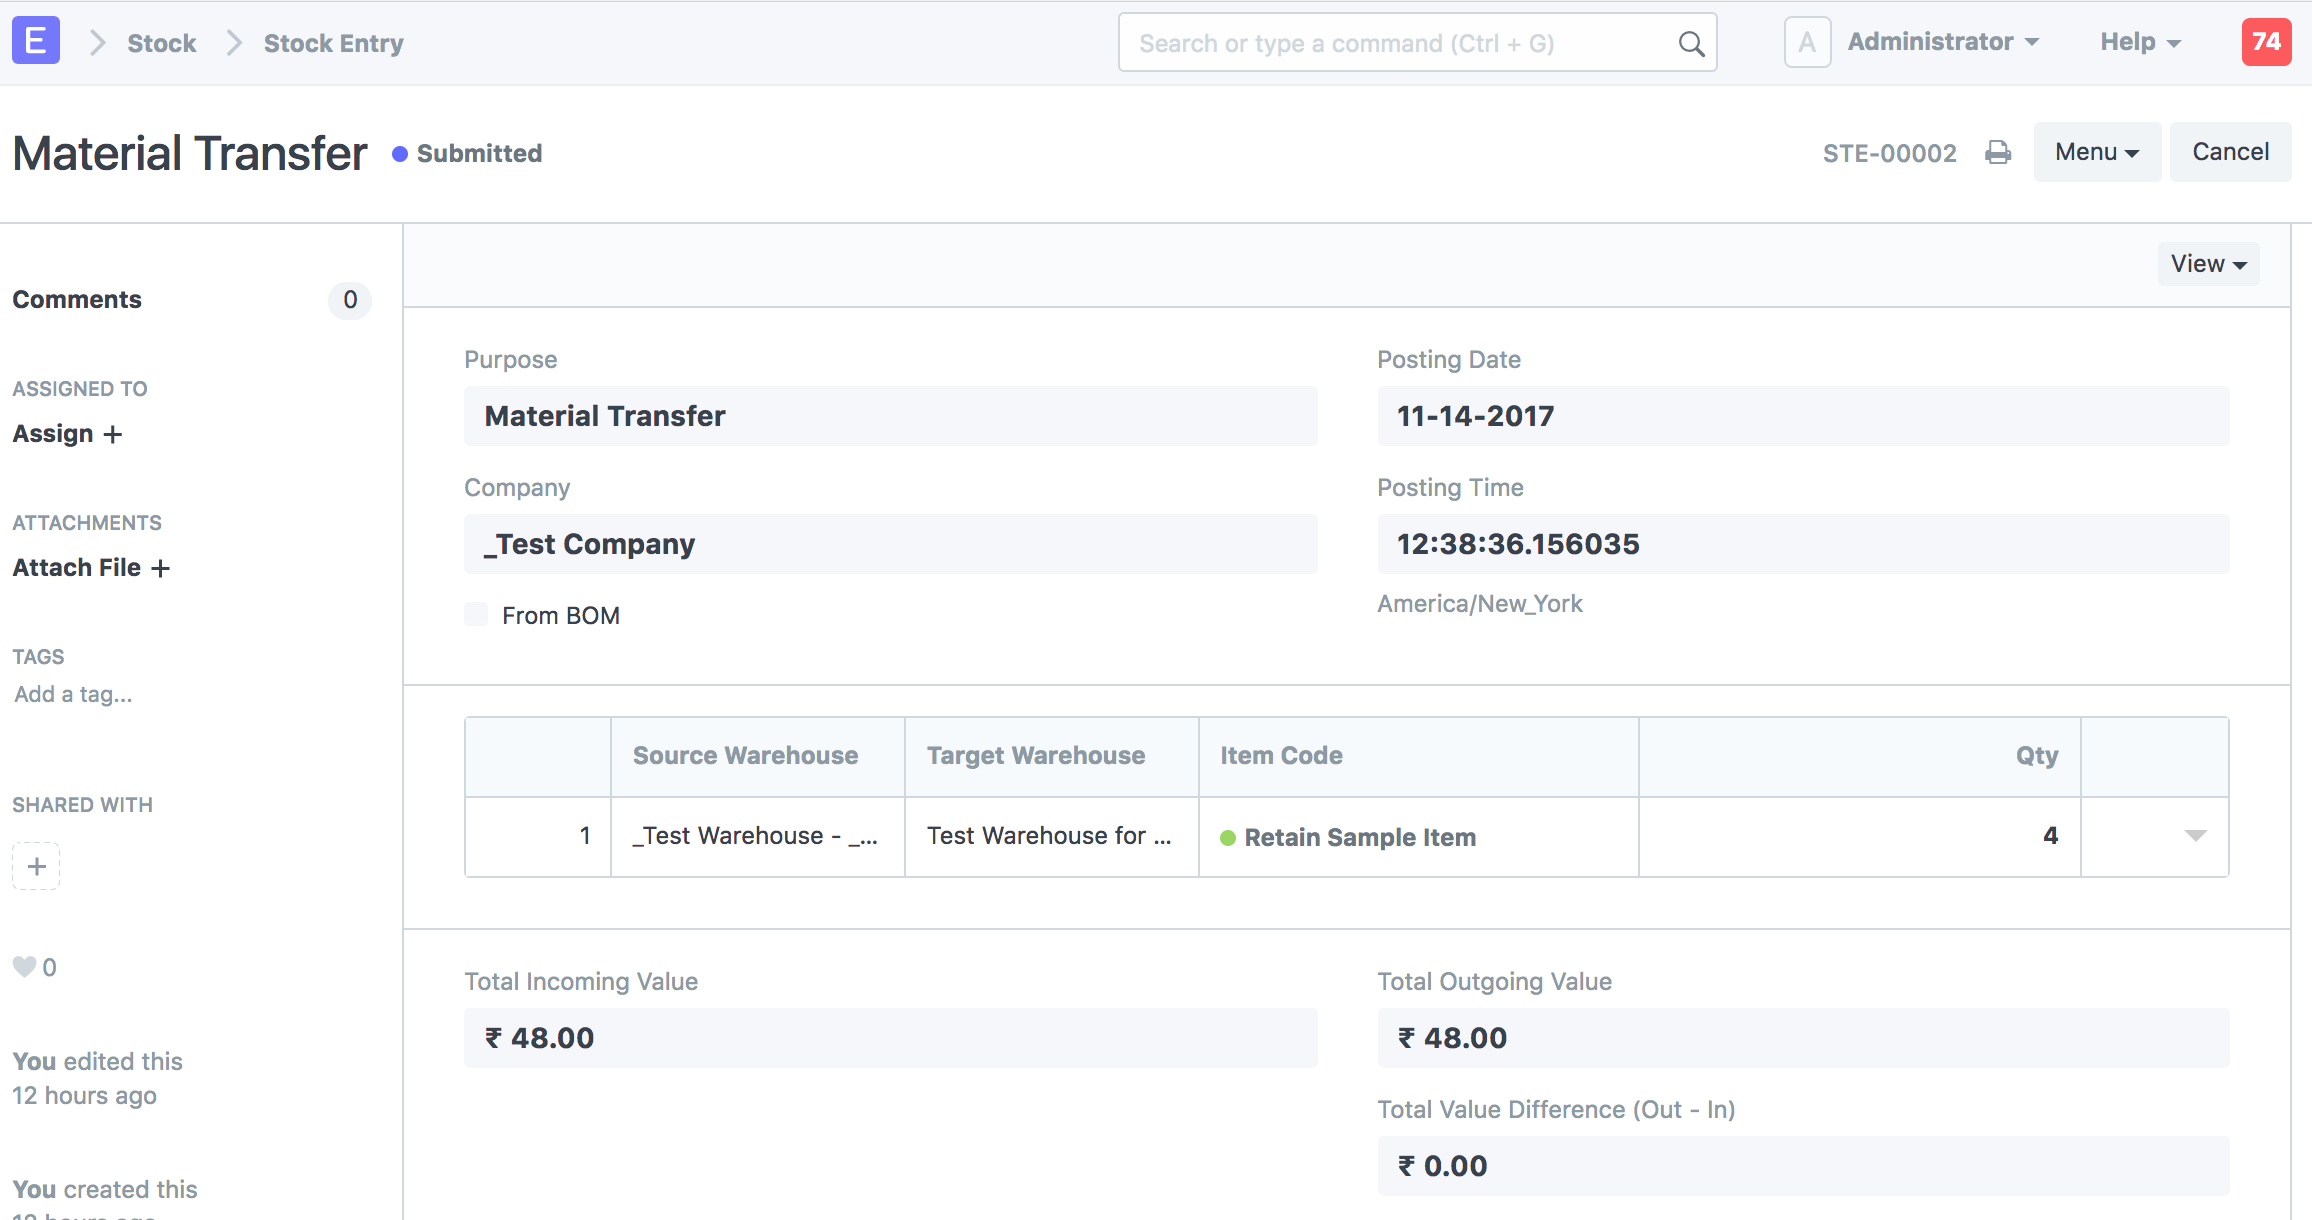 E Stock Stock Entry Search or type a command (Ctrl + G) A Administrator Help 74
Material Transfer Submitted STE-00002 Menu Cancel
View
Comments 0
ASSIGNED TO
Assign +
ATTACHMENTS
Attach File +
TAGS
Add a tag...
SHARED WITH
+
0
You edited this
12 hours ago
You created this
12 hours ago
Purpose
Material Transfer
Company
_Test Company
From BOM
Posting Date
11-14-2017
Posting Time
12:38:36.156035
America/New_York
Source Warehouse Target Warehouse Item Code Qty
1 _Test Warehouse - _... Test Warehouse for ... Retain Sample Item 4
Total Incoming Value
₹ 48.00
Total Outgoing Value
₹ 48.00
Total Value Difference (Out - In)
₹ 0.00